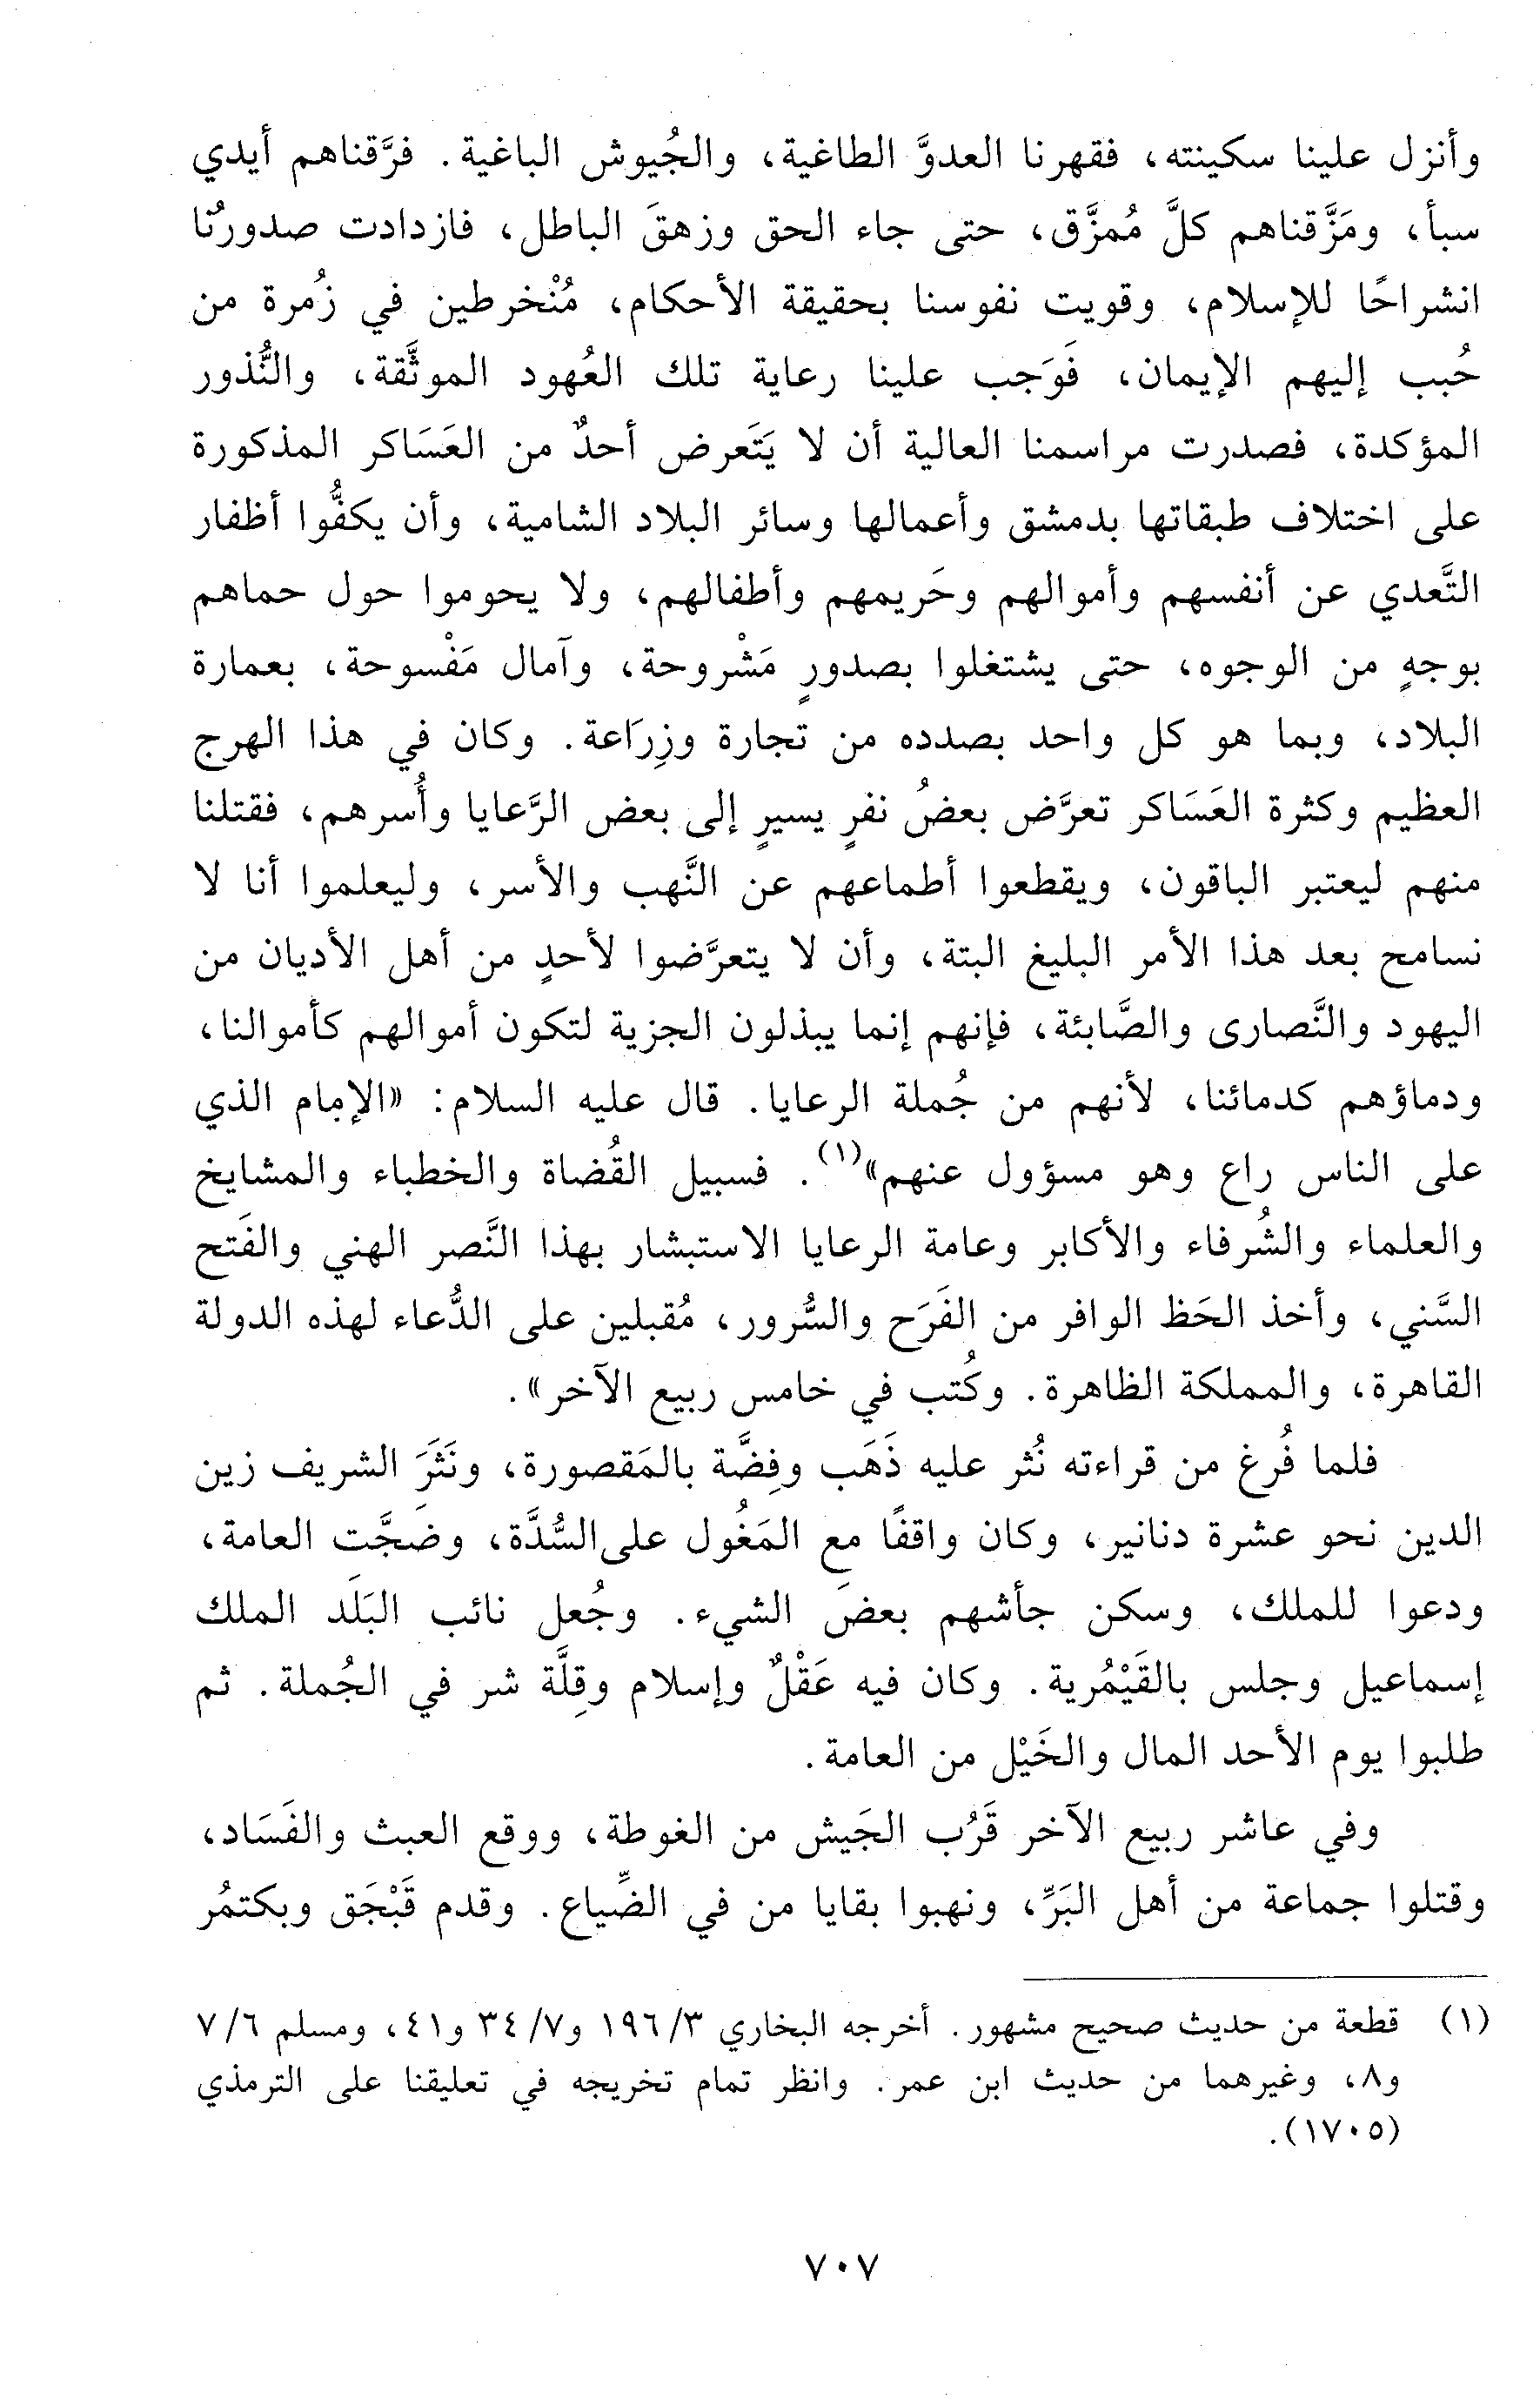 وأنزل علينا سكينته، فقهرنا العدوَّ الطاغية، والجُيوش الباغية. فرَّقناهم أيدي
سبأ، ومَزَّقناهم كلَّ مُمزَّق، حتى جاء الحق وزهقَ الباطل، فازدادت صدورُنا
انشراحًا للإسلام، وقويت نفوسنا بحقيقة الأحكام، مُنْخرطين في زُمرة من
حُبب إليهم الإيمان، فَوَجب علينا رعاية تلك العُهود الموثَّقة، والنُّذور
المؤكدة، فصدرت مراسمنا العالية أن لا يَتَعرض أحدٌ من العَسَاكر المذكورة
على اختلاف طبقاتها بدمشق وأعمالها وسائر البلاد الشامية، وأن يكفُّوا أظفار
التَّعدي عن أنفسهم وأموالهم وحَريمهم وأطفالهم، ولا يحوموا حول حماهم
بوجهٍ من الوجوه، حتى يشتغلوا بصدورٍ مَشْروحة، وآمال مَفْسوحة، بعمارة
البلاد، وبما هو كل واحد بصدده من تجارة وزِرَاعة. وكان في هذا الهرج
العظيم وكثرة العَسَاكر تعرَّض بعضُ نفرٍ يسيرٍ إلى بعض الرَّعايا وأُسرهم، فقتلنا
منهم ليعتبر الباقون، ويقطعوا أطماعهم عن النَّهب والأسر، وليعلموا أنا لا
نسامح بعد هذا الأمر البليغ البتة، وأن لا يتعرَّضوا لأحدٍ من أهل الأديان من
اليهود والنَّصارى والصَّابئة، فإنهم إنما يبذلون الجزية لتكون أموالهم كأموالنا،
ودماؤهم كدمائنا، لأنهم من جُملة الرعايا. قال عليه السلام: «الإمام الذي
على الناس راع وهو مسؤول عنهم»(١). فسبيل القُضاة والخطباء والمشايخ
والعلماء والشُرفاء والأكابر وعامة الرعايا الاستبشار بهذا النَّصر الهني والفَتح
السَّني، وأخذ الحَظ الوافر من الفَرَح والسُّرور، مُقبلين على الدُّعاء لهذه الدولة
القاهرة، والمملكة الظاهرة. وكُتب في خامس ربيع الآخر».
فلما فُرغ من قراءته نُثر عليه ذَهَب وفِضَّة بالمَقصورة، ونَثَرَ الشريف زين
الدين نحو عشرة دنانير، وكان واقفًا مع المَغُول على السُّدَّة، وضَجَّت العامة،
ودعوا للملك، وسكن جأشهم بعضَ الشيء. وجُعل نائب البَلَد الملك
إسماعيل وجلس بالقَيْمُرية. وكان فيه عَقْلٌ وإسلام وقِلَّة شر في الجُملة. ثم
طلبوا يوم الأحد المال والخَيْل من العامة.
وفي عاشر ربيع الآخر قَرُب الجَيش من الغوطة، ووقع العبث والفَسَاد،
وقتلوا جماعة من أهل البَرِّ، ونهبوا بقايا من في الضِّياع. وقدم قَبْجَق وبكتمُر
(١) قطعة من حديث صحيح مشهور. أخرجه البخاري ٣/ ١٩٦ و٧/ ٣٤ و٤١، ومسلم ٦/ ٧
و٨، وغيرهما من حديث ابن عمر. وانظر تمام تخريجه في تعليقنا على الترمذي
(١٧٠٥).
٧٠٧